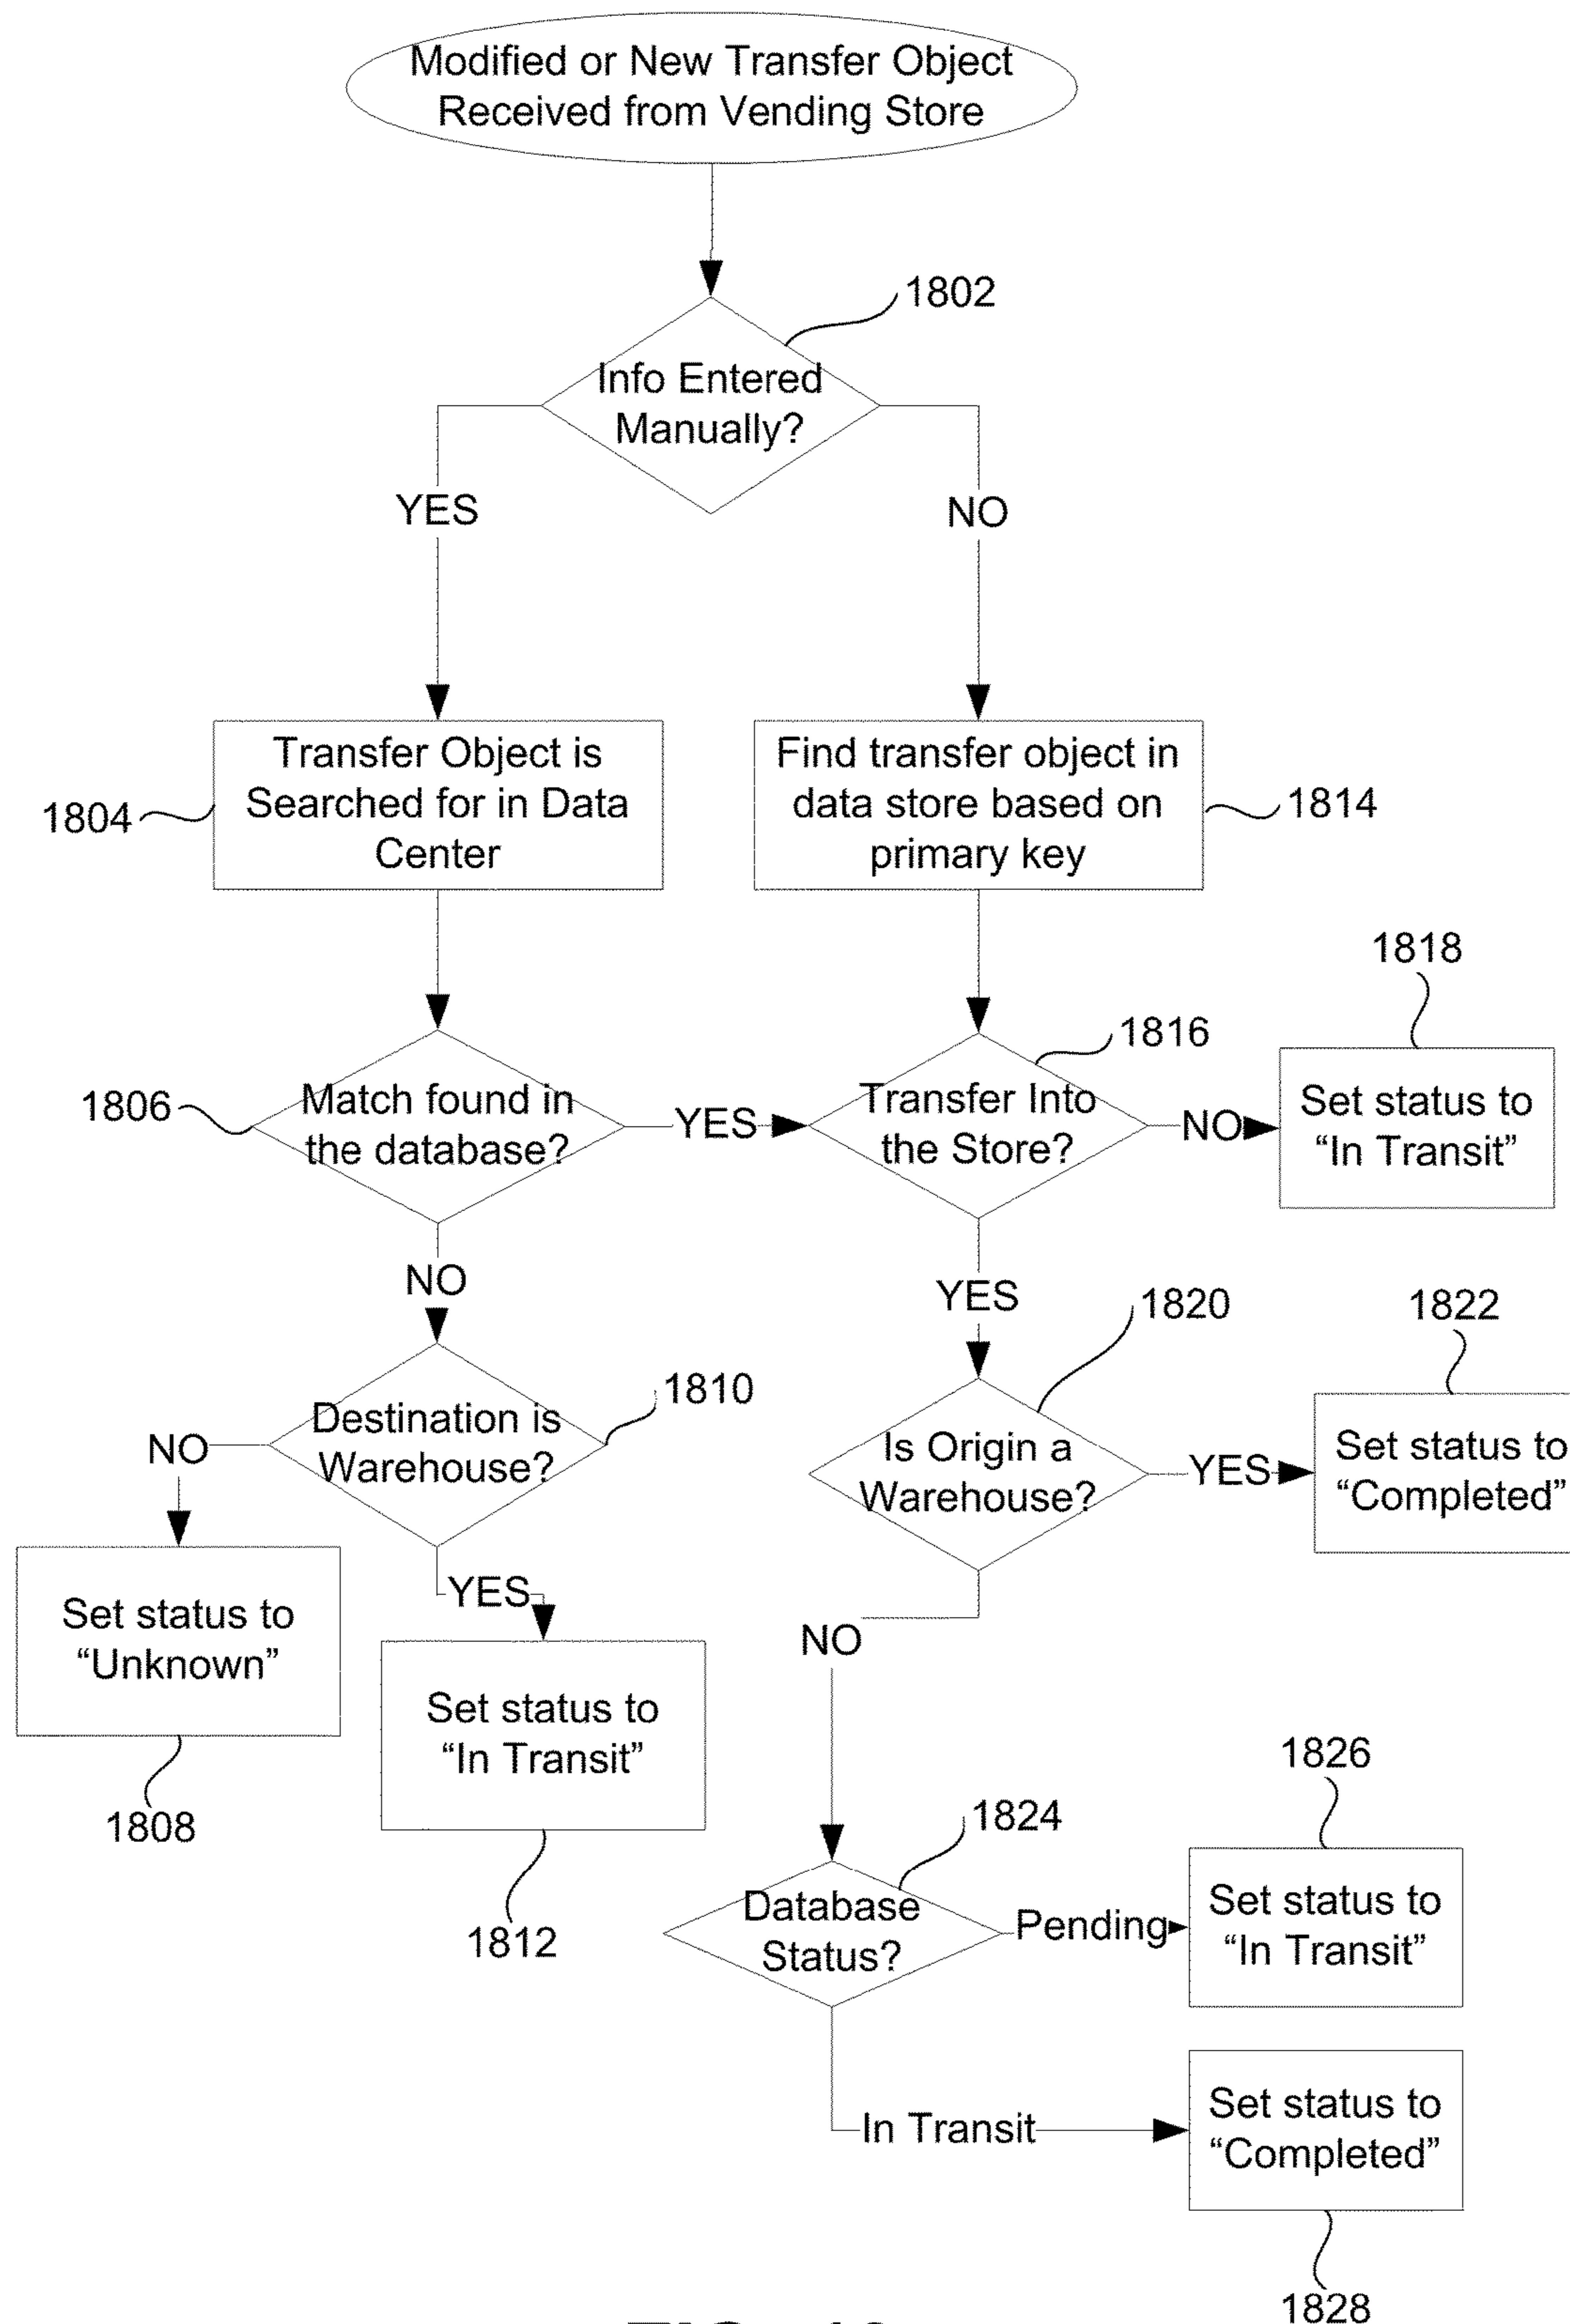 Modified or New Transfer Object
Received from Vending Store
1802
Info Entered
Manually?
YES
NO
Transfer Object is
Searched for in Data
Center
1804
Find transfer object in
data store based on
primary key
1814
1818
1816
1806
Match found in
the database?
YES
Transfer Into
the Store?
NO
Set status to
“In Transit”
NO
YES
1820
1822
1810
Destination is
Warehouse?
NO
Is Origin a
Warehouse?
YES
Set status to
“Completed”
YES
Set status to
“Unknown”
NO
Set status to
“In Transit”
1808
1826
1824
1812
Database
Status?
Pending
Set status to
“In Transit”
In Transit
Set status to
“Completed”
1828